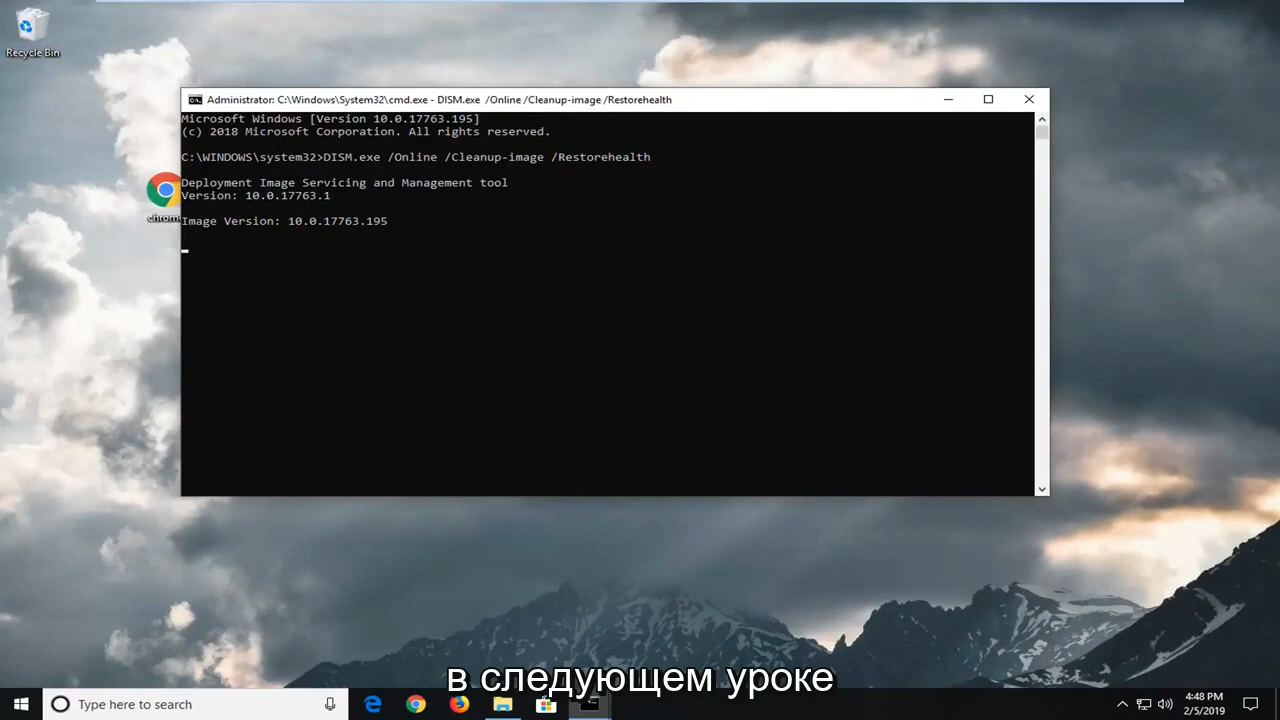 Recycle Bin
Administrator: C:\Windows\System32\cmd.exe - DISM.exe /Online /Cleanup-image /Restorehealth
Microsoft Windows [Version 10.0.17763.195]
(c) 2018 Microsoft Corporation. All rights reserved.
C:\WINDOWS\system32>DISM.exe /Online /Cleanup-image /Restorehealth
Deployment Image Servicing and Management tool
Version: 10.0.17763.1
chrom
Image Version: 10.0.17763.195
в следующем уроке
Type here to search
4:48 PM
2/5/2019